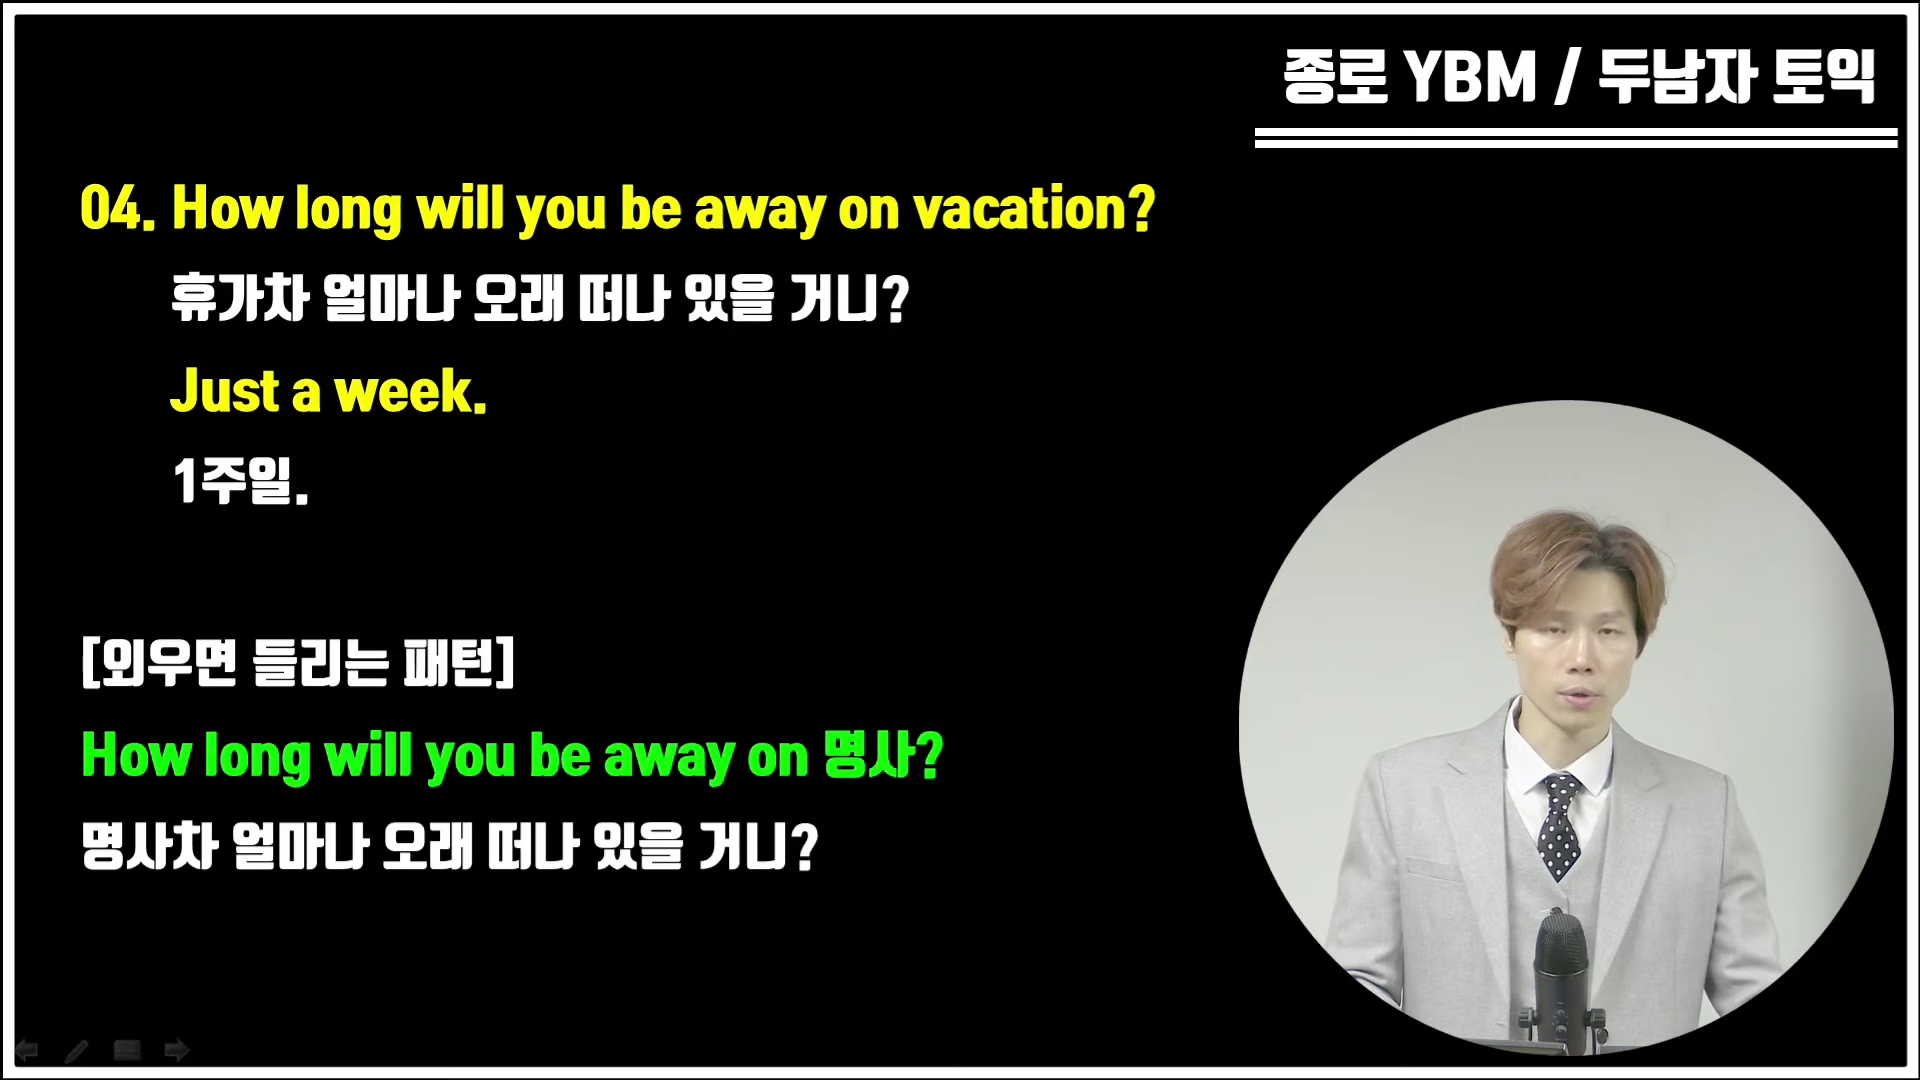 종로 YBM / 두남자 토익
04. How long will you be away on vacation?
휴가차 얼마나 오래 떠나 있을 거니?
Just a week.
1주일.
[외우면 들리는 패턴]
How long will you be away on 명사?
명사차 얼마나 오래 떠나 있을 거니?